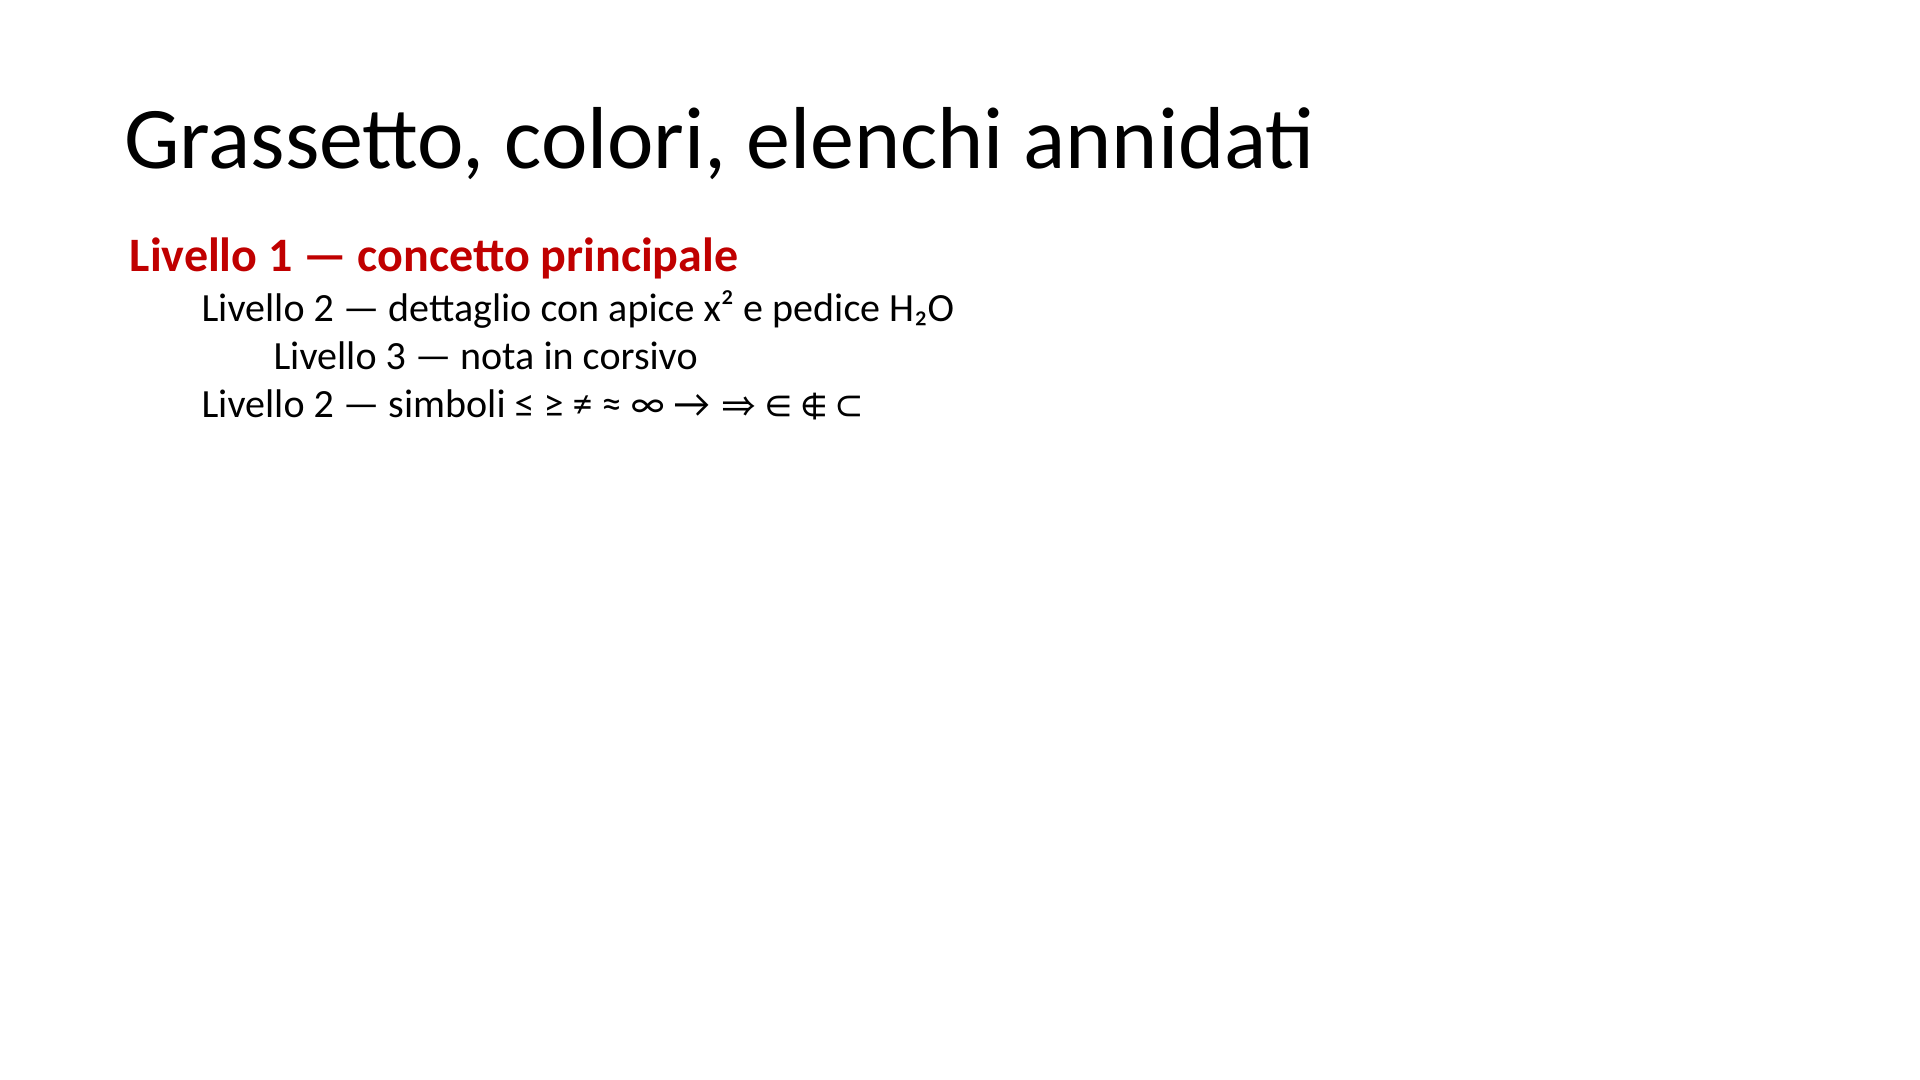 Grassetto, colori, elenchi annidati
Livello 1 — concetto principale
Livello 2 — dettaglio con apice x² e pedice H₂O
Livello 3 — nota in corsivo
Livello 2 — simboli ≤ ≥ ≠ ≈ ∞ → ⇒ ∈ ∉ ⊂